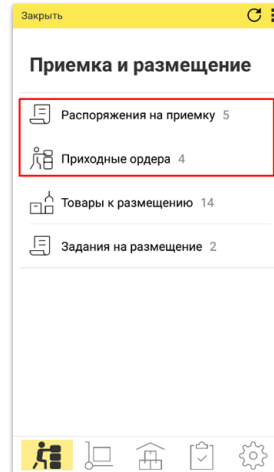 Закрыть
Приемка и размещение
Распоряжения на приемку 5
Приходные ордера 4
Товары к размещению 14
Задания на размещение 2